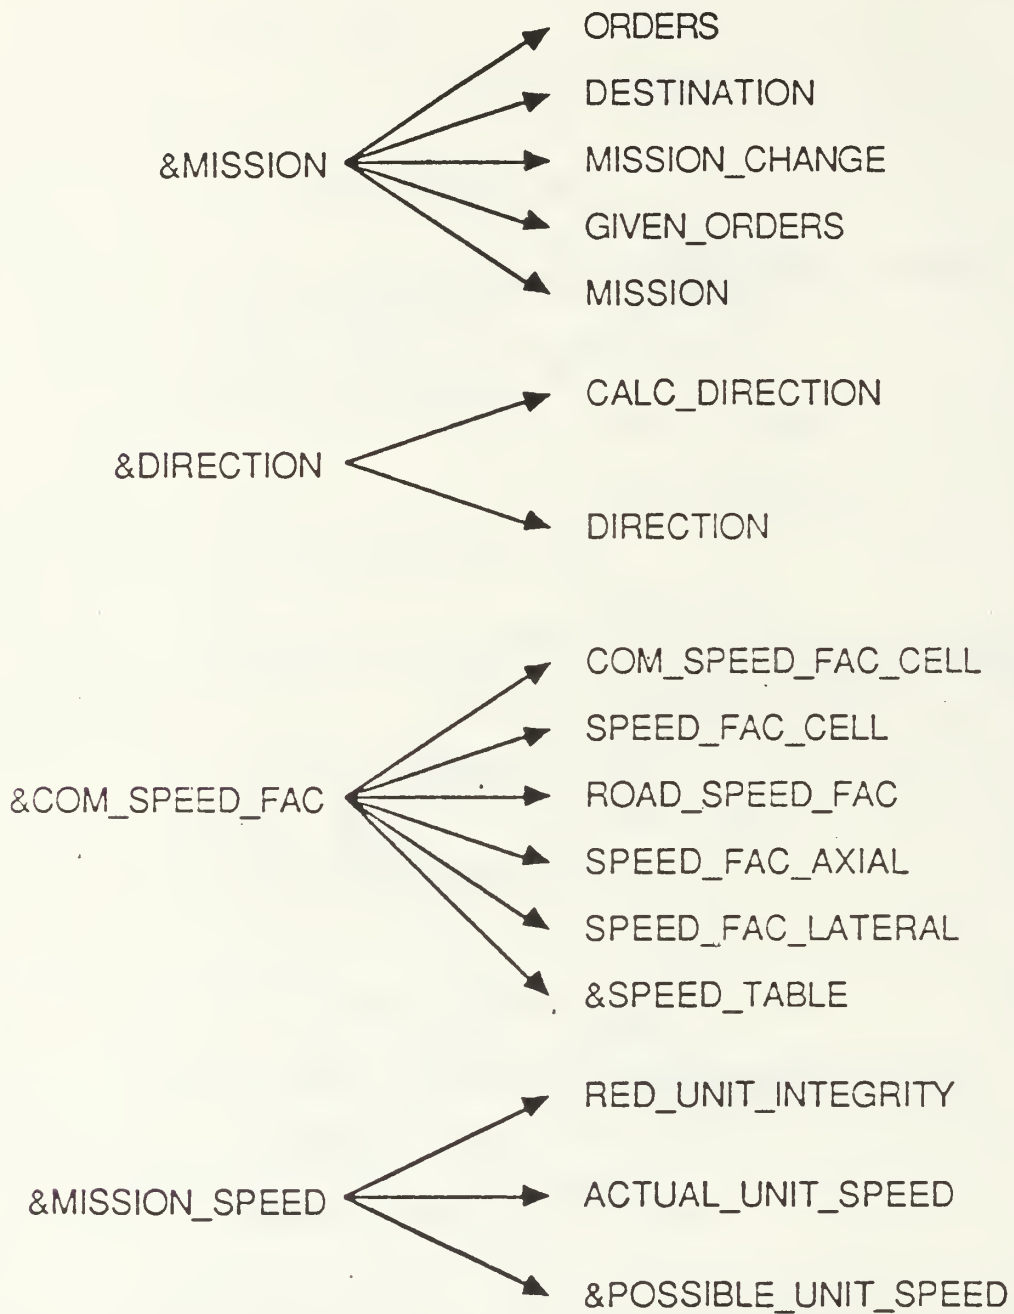 ORDERS
DESTINATION
&MISSION
MISSION_CHANGE
GIVEN_ORDERS
MISSION
CALC_DIRECTION
&DIRECTION
DIRECTION
COM_SPEED_FAC_CELL
SPEED_FAC_CELL
&COM_SPEED_FAC
ROAD_SPEED_FAC
SPEED_FAC_AXIAL
SPEED_FAC_LATERAL
&SPEED_TABLE
RED_UNIT_INTEGRITY
&MISSION_SPEED
ACTUAL_UNIT_SPEED
&POSSIBLE_UNIT_SPEED